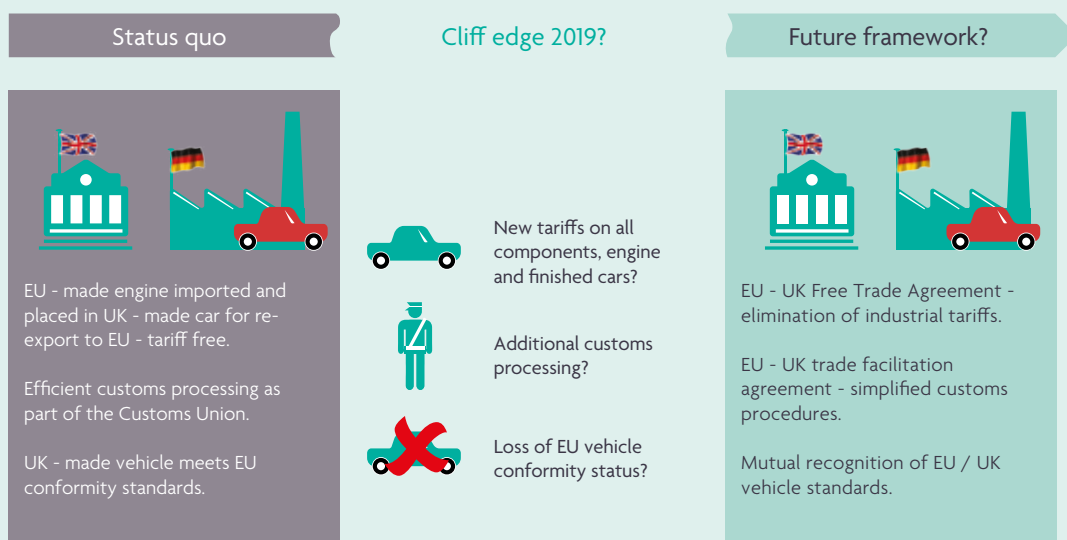 Status quo
EU - made engine imported and
placed in UK - made car for re-
export to EU - tariff free.
Efficient customs processing as
part of the Customs Union.
UK - made vehicle meets EU
conformity standards.
Cliff edge 2019?
New tariffs on all
components, engine
and finished cars?
Additional customs
processing?
Loss of EU vehicle
conformity status?
Future framework?
EU - UK Free Trade Agreement -
elimination of industrial tariffs.
EU - UK trade facilitation
agreement - simplified customs
procedures.
Mutual recognition of EU / UK
vehicle standards.